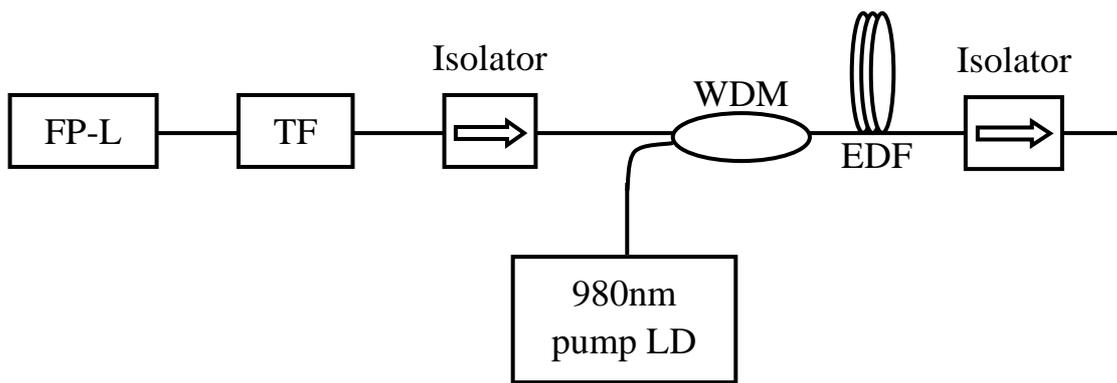 Isolator
Isolator
WDM
FP-L
TF
EDF
980nm
pump LD